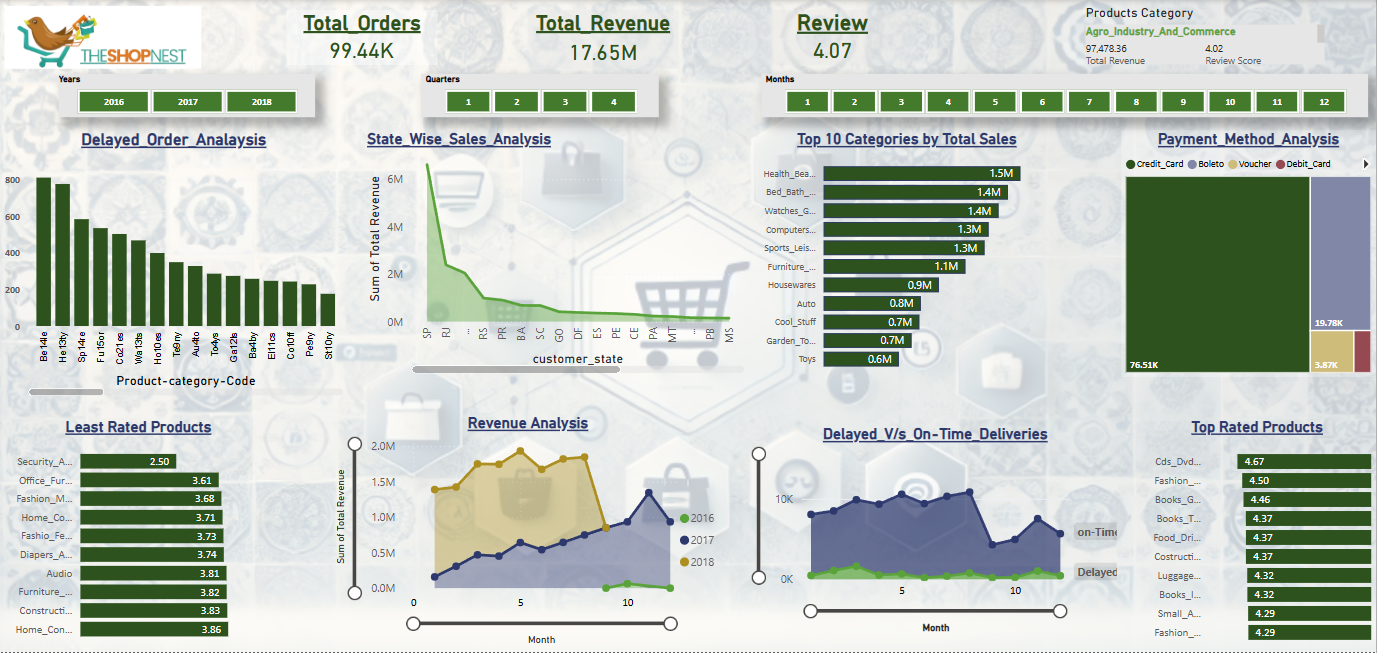 THESHOPNEST
Total_Orders
99.44K
Total_Revenue
17.65M
Review
4.07
Products Category
Agro_Industry_And_Commerce
97,478.36
4.02
Total Revenue
Review Score
Years
2016
2017
2018
Quarters
1
2
3
4
Months
1
2
3
4
5
6
7
8
9
10
11
12
Delayed_Order_Analaysis
800
600
400
200
0
Be14le
He13ty
Sp14re
Fu15or
Co21es
Wa13ts
Ho10es
Te9ny
Au4to
To4ys
Ga12ls
Ba4by
El11cs
Co10ff
Pe9ry
St10ry
Product-category-Code
State_Wise_Sales_Analysis
Sum of Total Revenue
6M
4M
2M
0M
SP
RJ
...
RS
PR
BA
SC
GO
DF
ES
PE
CE
PA
MT
...
PB
MS
customer_state
Top 10 Categories by Total Sales
Health_Bea... 1.5M
Bed_Bath_... 1.4M
Watches_G... 1.4M
Computers... 1.3M
Sports_Leis... 1.3M
Furniture_... 1.1M
Housewares 0.9M
Auto 0.8M
Cool_Stuff 0.7M
Garden_To... 0.7M
Toys 0.6M
Payment_Method_Analysis
Credit_Card Boleto Voucher Debit_Card
76.51K
19.78K
3.87K
Least Rated Products
Security_A... 2.50
Office_Fur... 3.61
Fashion_M... 3.68
Home_Co... 3.71
Fashio_Fe... 3.73
Diapers_A... 3.74
Audio 3.81
Furniture_... 3.82
Constructi... 3.83
Home_Con... 3.86
Revenue Analysis
Sum of Total Revenue
2.0M
1.5M
1.0M
0.5M
0.0M
0
5
10
Month
2016
2017
2018
Delayed_V/s_On-Time_Deliveries
10K
0K
5
10
Month
on-Time
Delayed
Top Rated Products
Cds_Dvd... 4.67
Fashion_... 4.50
Books_G... 4.46
Books_T... 4.37
Food_Dri... 4.37
Costructi... 4.37
Luggage... 4.32
Books_I... 4.32
Small_A... 4.29
Fashion_... 4.29